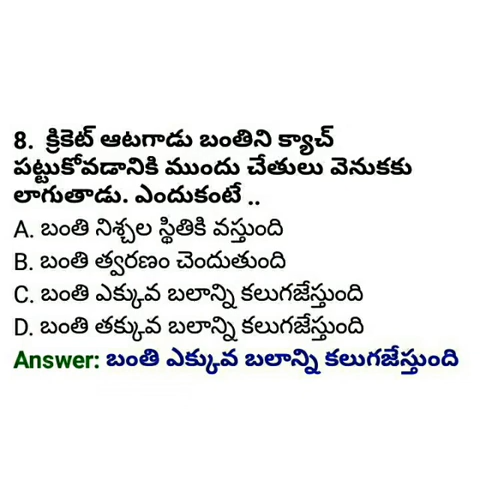 8. క్రికెట్ ఆటగాడు బంతిని క్యాచ్
పట్టుకోవడానికి ముందు చేతులు వెనుకకు
లాగుతాడు. ఎందుకంటే ..
A. బంతి నిశ్చల స్థితికి వస్తుంది
B. బంతి త్వరణం చెందుతుంది
C. బంతి ఎక్కువ బలాన్ని కలుగజేస్తుంది
D. బంతి తక్కువ బలాన్ని కలుగజేస్తుంది
Answer: బంతి ఎక్కువ బలాన్ని కలుగజేస్తుంది